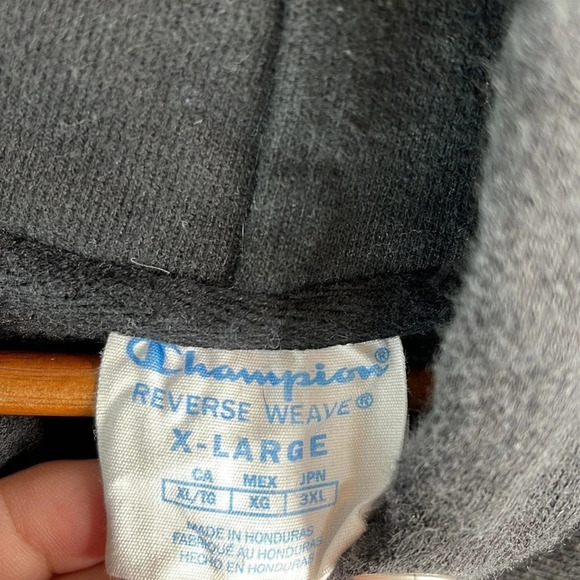 Champion®
REVERSE WEAVE®
X-LARGE
CA MEX JPN
XL/TG XG 3XL
MADE IN HONDURAS
FABRIQUÉ AU HONDURAS
HECHO EN HONDURAS